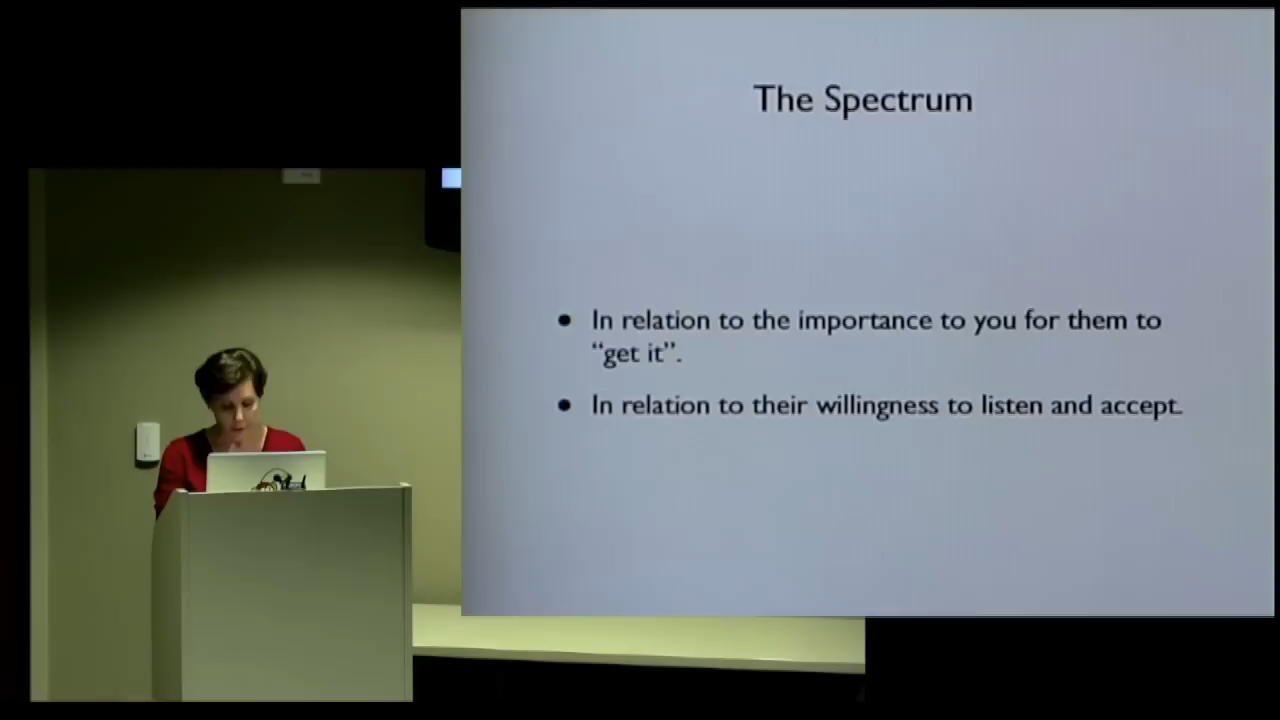 The Spectrum
• In relation to the importance to you for them to
“get it”.
• In relation to their willingness to listen and accept.